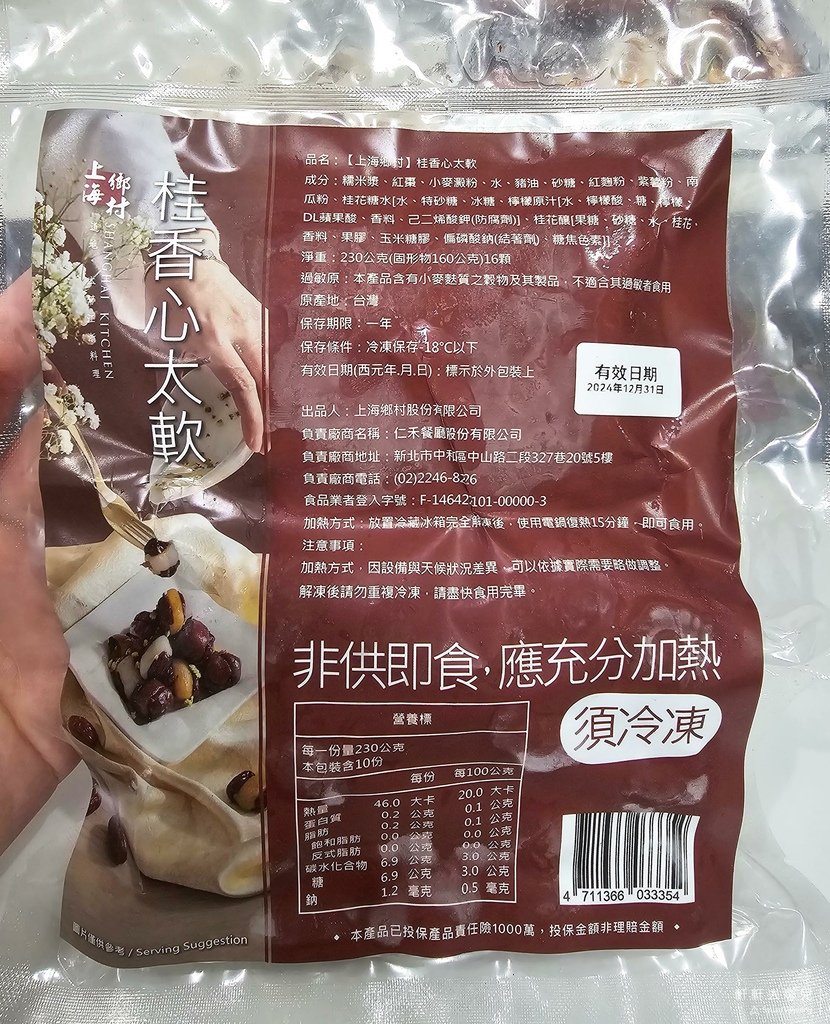 上海鄉村
SHANGHAI KITCHEN
料理
桂香心太軟
品名：【上海鄉村】桂香心太軟
成分：糯米漿、紅棗、小麥澱粉、水、豬油、砂糖、紅麴粉、紫薯粉、南
瓜粉、桂花糖水[水、特砂糖、冰糖、檸檬原汁[水、檸檬酸、糖、檸檬、
DL蘋果酸、香料、己二烯酸鉀(防腐劑)]、桂花釀[果糖、砂糖、水、桂花、
香料、果膠、玉米糖膠、偏磷酸鈉(結著劑)、糖焦色素]]
淨重：230公克(固形物160公克)16顆
過敏原：本產品含有小麥麩質之穀物及其製品，不適合其過敏者食用
原產地：台灣
保存期限：一年
保存條件：冷凍保存-18℃以下
有效日期(西元年.月.日)：標示於外包裝上
有效日期
2024年12月31日
出品人：上海鄉村股份有限公司
負責廠商名稱：仁禾餐廳股份有限公司
負責廠商地址：新北市中和區中山路二段327巷20號5樓
負責廠商電話：(02)2246-826
食品業者登入字號：F-14642101-00000-3
加熱方式：放置冷藏冰箱完全解凍後，使用電鍋復熱15分鐘，即可食用。
注意事項：
加熱方式，因設備與天候狀況差異，可以依據實際需要略做調整。
解凍後請勿重複冷凍，請盡快食用完畢。
非供即食，應充分加熱
須冷凍
營養標
每一份量230公克
本包裝含10份
每份 每100公克
熱量 46.0 大卡 20.0 大卡
蛋白質 0.2 公克 0.1 公克
脂肪 0.2 公克 0.1 公克
飽和脂肪 0.0 公克 0.0 公克
反式脂肪 0.0 公克 0.0 公克
碳水化合物 6.9 公克 3.0 公克
糖 6.9 公克 3.0 公克
鈉 1.2 毫克 0.5 毫克
4 711366 033354
圖片僅供參考 / Serving Suggestion
◆ 本產品已投保產品責任險1000萬，投保金額非理賠金額 ◆